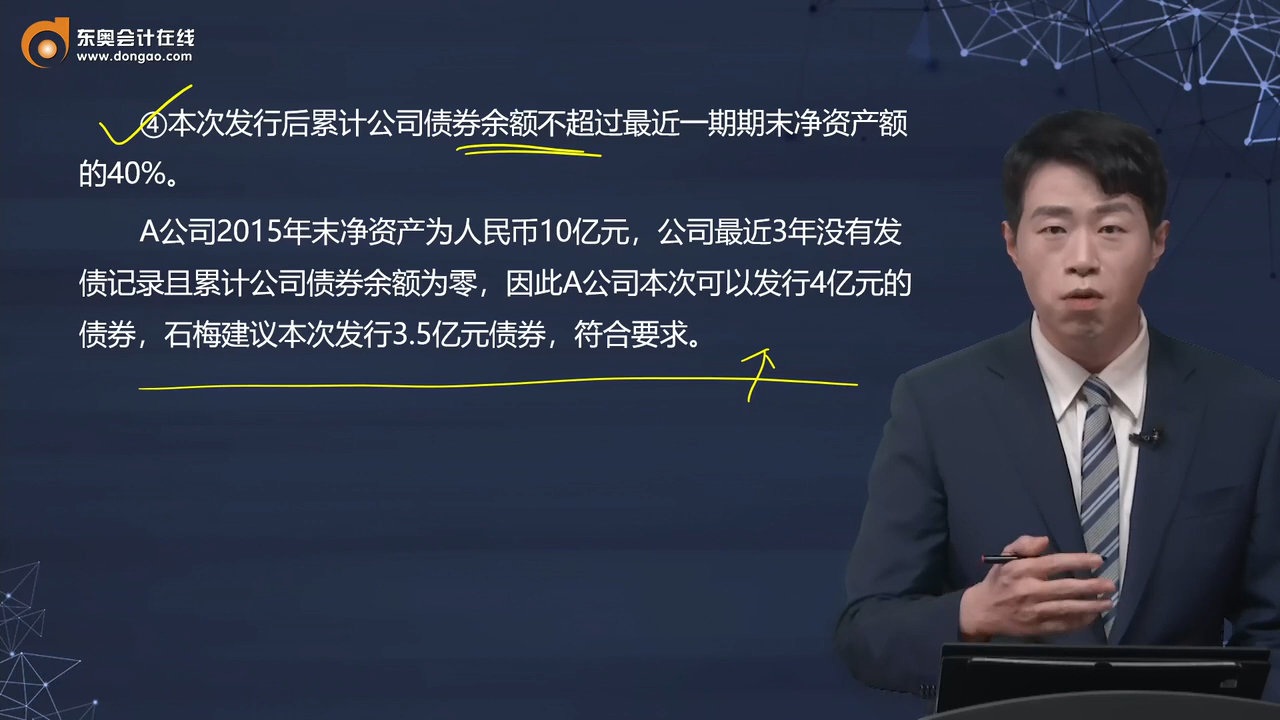 东奥会计在线
www.dongao.com
④本次发行后累计公司债券余额不超过最近一期期末净资产额
的40%。
A公司2015年末净资产为人民币10亿元，公司最近3年没有发
债记录且累计公司债券余额为零，因此A公司本次可以发行4亿元的
债券，石梅建议本次发行3.5亿元债券，符合要求。